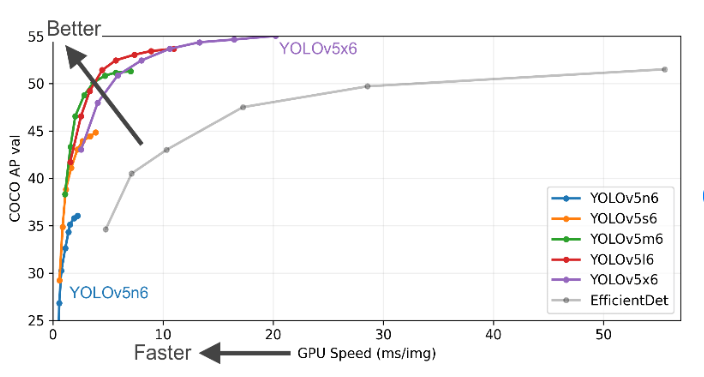 Better
55
50
45
40
35
30
25
COCO AP val
YOLOv5x6
YOLOv5n6
YOLOv5n6
YOLOv5s6
YOLOv5m6
YOLOv5l6
YOLOv5x6
EfficientDet
0 10 20 30 40 50
Faster GPU Speed (ms/img)